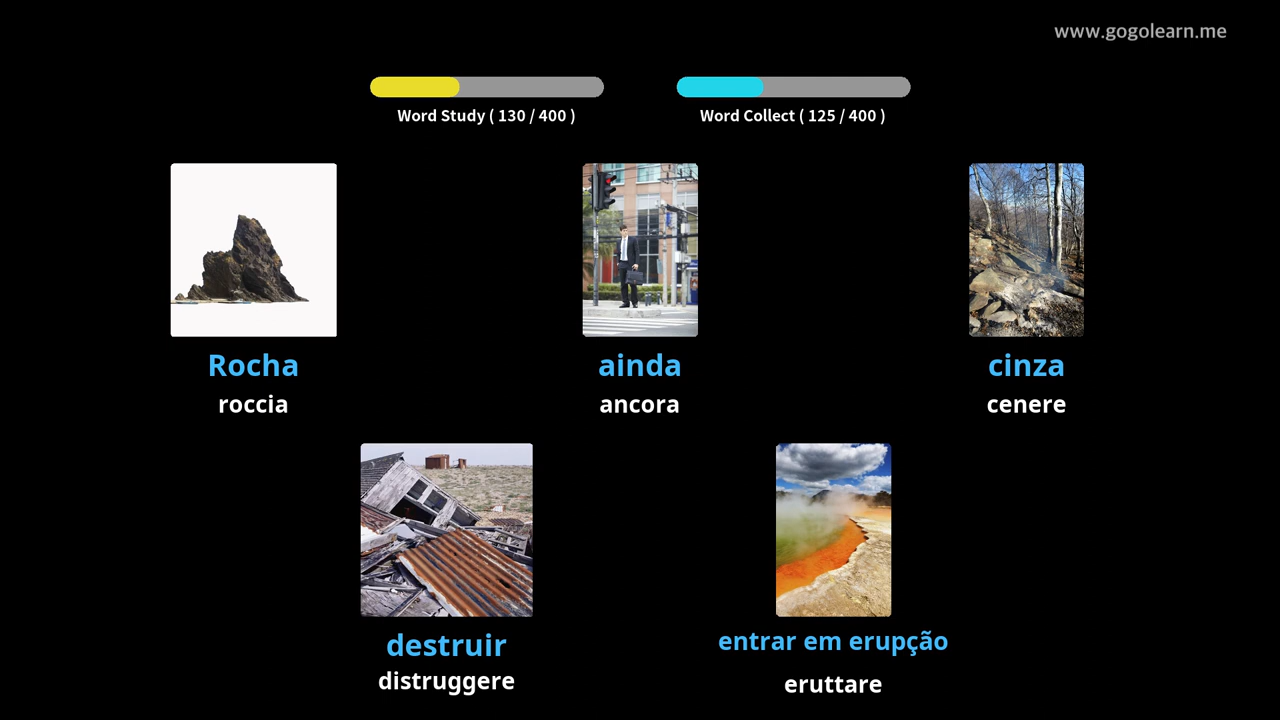 www.gogolearn.me
Word Study ( 130 / 400 )
Word Collect ( 125 / 400 )
Rocha
roccia
ainda
ancora
cinza
cenere
destruir
distruggere
entrar em erupção
eruttare